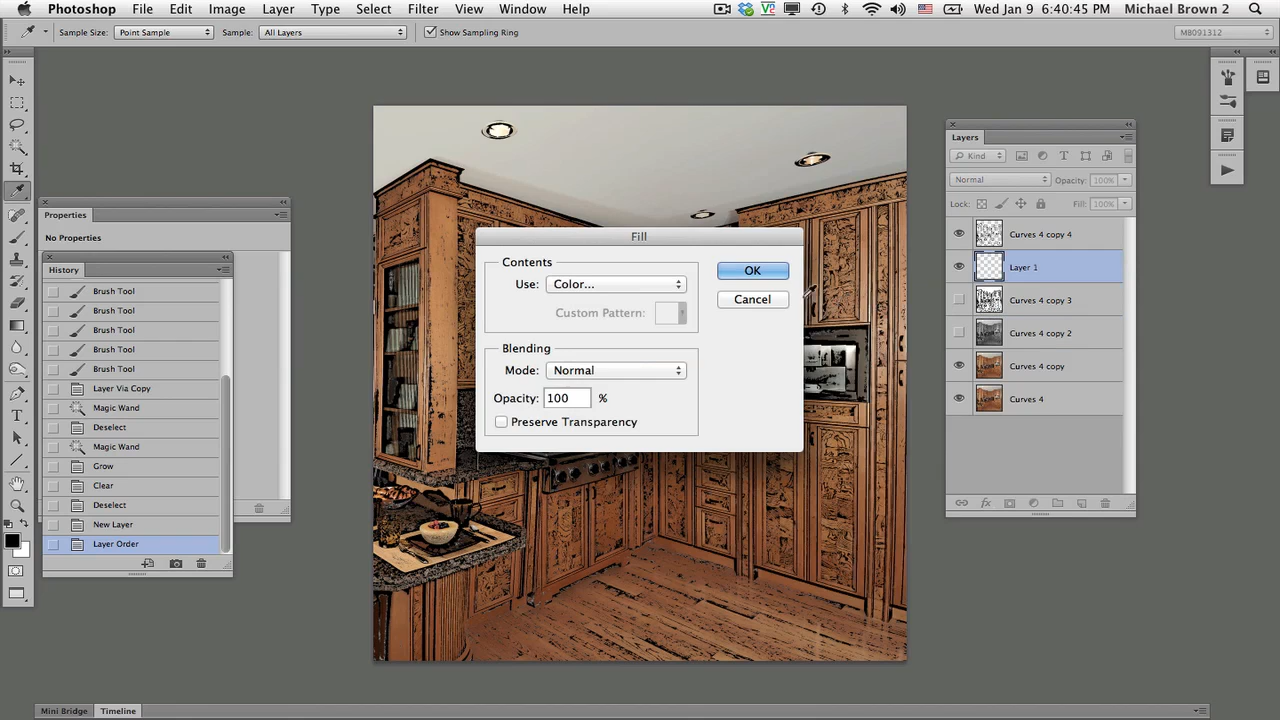 Photoshop File Edit Image Layer Type Select Filter View Window Help Wed Jan 9 6:40:45 PM Michael Brown 2
Sample Size: Point Sample Sample: All Layers Show Sampling Ring M8091312
Properties
No Properties
History
Brush Tool
Brush Tool
Brush Tool
Brush Tool
Brush Tool
Layer Via Copy
Magic Wand
Deselect
Magic Wand
Grow
Clear
Deselect
New Layer
Layer Order
Fill
Contents
Use: Color...
Custom Pattern:
Blending
Mode: Normal
Opacity: 100 %
Preserve Transparency
OK
Cancel
Layers
Kind
Normal Opacity: 100%
Lock: Fill: 100%
Curves 4 copy 4
Layer 1
Curves 4 copy 3
Curves 4 copy 2
Curves 4 copy
Curves 4
Mini Bridge Timeline